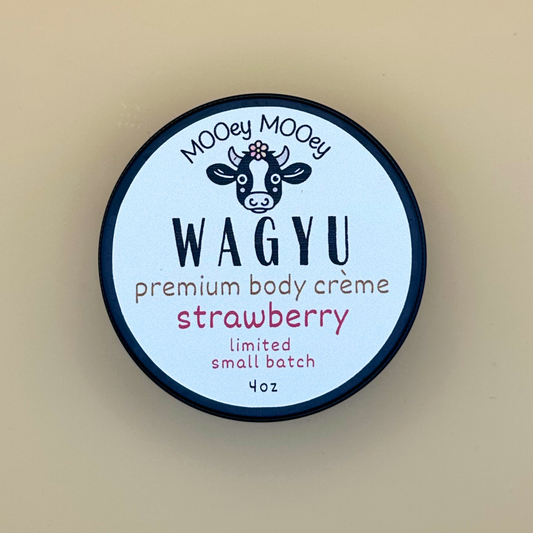 MOOey MOOey
WAGYU
premium body crème
strawberry
limited
small batch
4oz